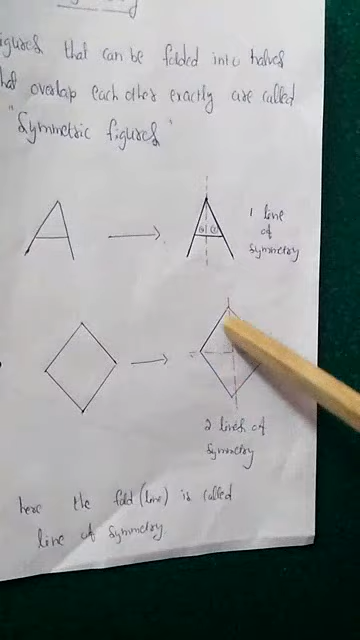 figures that can be folded into halves
that overlap each other exactly are called
"Symmetric figures"
A
1 line
of
symmetry
2 lines of
symmetry
here the fold (line) is called
line of symmetry